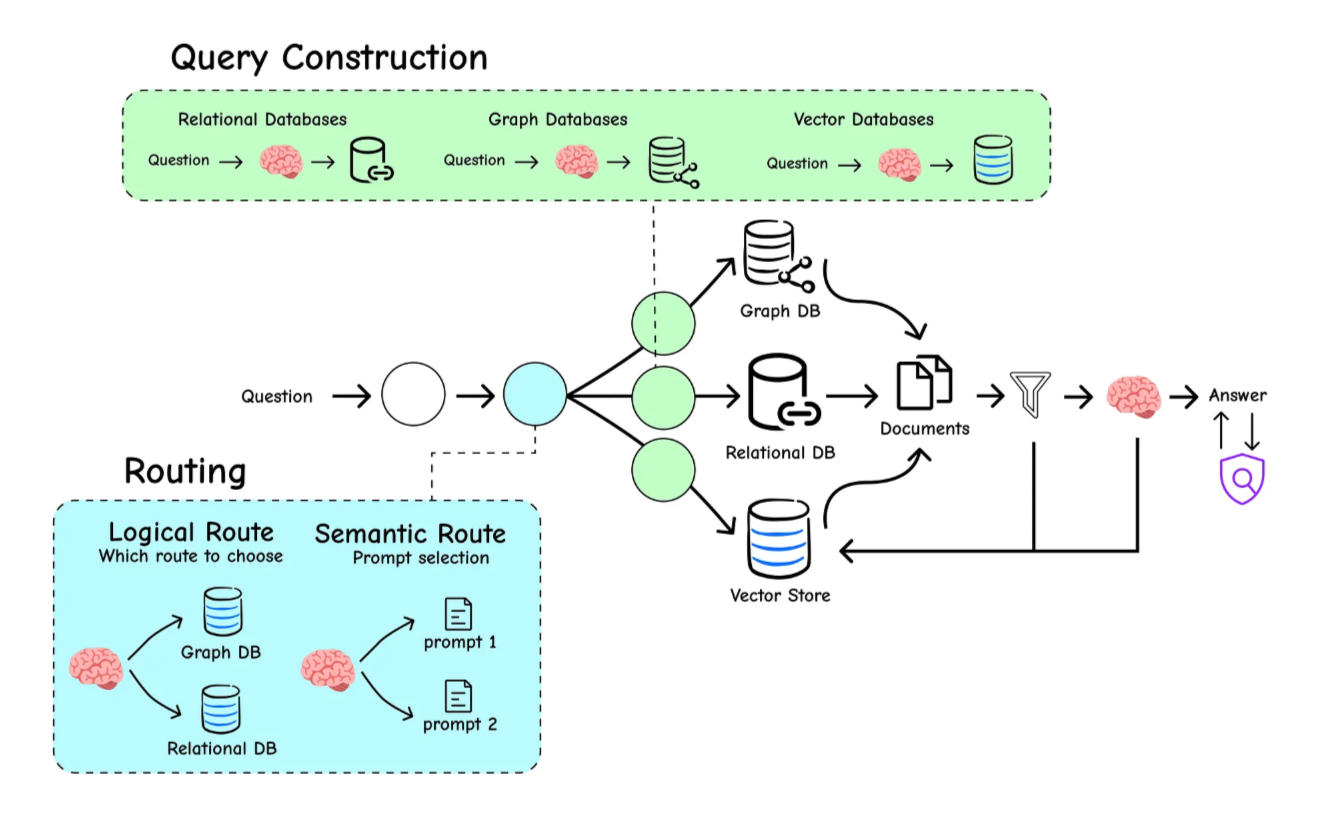 Query Construction
Relational Databases
Graph Databases
Vector Databases
Question
Question
Question
Graph DB
Question
Relational DB
Documents
Answer
Vector Store
Routing
Logical Route
Which route to choose
Graph DB
Relational DB
Semantic Route
Prompt selection
prompt 1
prompt 2